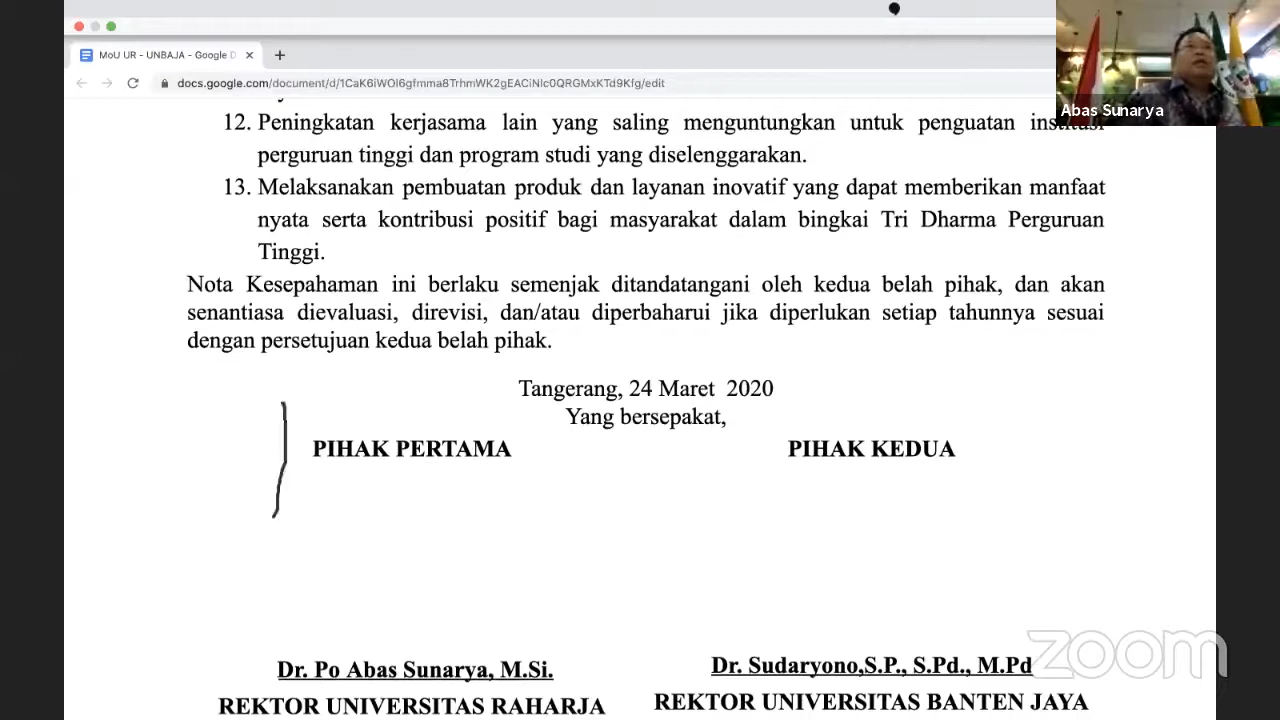 MoU UR - UNBAJA - Google D
docs.google.com/document/d/1CaK6iWOl6gfmma8TrhmWK2gEACiNlc0QRGMxKTd9Kfg/edit
Abas Sunarya
12. Peningkatan kerjasama lain yang saling menguntungkan untuk penguatan institusi
perguruan tinggi dan program studi yang diselenggarakan.
13. Melaksanakan pembuatan produk dan layanan inovatif yang dapat memberikan manfaat
nyata serta kontribusi positif bagi masyarakat dalam bingkai Tri Dharma Perguruan
Tinggi.
Nota Kesepahaman ini berlaku semenjak ditandatangani oleh kedua belah pihak, dan akan
senantiasa dievaluasi, direvisi, dan/atau diperbaharui jika diperlukan setiap tahunnya sesuai
dengan persetujuan kedua belah pihak.
Tangerang, 24 Maret 2020
Yang bersepakat,
PIHAK PERTAMA
PIHAK KEDUA
Dr. Po Abas Sunarya, M.Si.
Dr. Sudaryono,S.P., S.Pd., M.Pd
REKTOR UNIVERSITAS RAHARJA
REKTOR UNIVERSITAS BANTEN JAYA
zoom